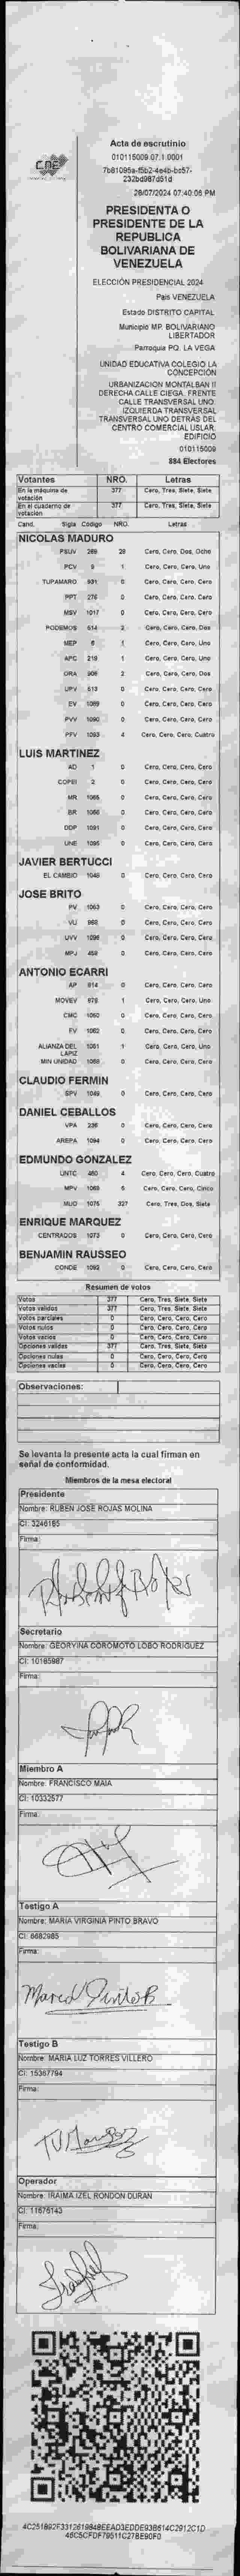 CNE
Acta de escrutinio
010115009.07.1.0001
28/07/2024 07:40:05 PM
PRESIDENTA O
PRESIDENTE DE LA
REPUBLICA
BOLIVARIANA DE
VENEZUELA
ELECCIÓN PRESIDENCIAL 2024
País VENEZUELA
Estado DISTRITO CAPITAL
Municipio MP. BOLIVARIANO
LIBERTADOR
Parroquia PQ. LA VEGA
UNIDAD EDUCATIVA COLEGIO LA
CONCEPCIÓN
URBANIZACION MONTALBAN II
DERECHA CALLE CIEGA. FRENTE
CALLE TRANSVERSAL UNO.
IZQUIERDA TRANSVERSAL
TRANSVERSAL UNO DETRÁS DEL
CENTRO COMERCIAL USLAR.
EDIFICIO
010115009
884 Electores
Votantes NRO. Letras
En la máquina de votación 377 Cero, Tres, Siete, Siete
En el cuaderno de votación 377 Cero, Tres, Siete, Siete
Cand. Sigla Código NRO. Letras
NICOLAS MADURO
PSUV 269 28 Cero, Cero, Dos, Ocho
PCV 1 Cero, Cero, Cero, Uno
TUPAMARO 931 0 Cero, Cero, Cero, Cero
PPT 276 0 Cero, Cero, Cero, Cero
MSV 1017 0 Cero, Cero, Cero, Cero
PODEMOS 514 2 Cero, Cero, Cero, Dos
MEP 6 1 Cero, Cero, Cero, Uno
APC 219 1 Cero, Cero, Cero, Uno
ORA 906 2 Cero, Cero, Cero, Dos
UPV 513 0 Cero, Cero, Cero, Cero
EV 1069 0 Cero, Cero, Cero, Cero
PVV 1090 0 Cero, Cero, Cero, Cero
PFV 1093 4 Cero, Cero, Cero, Cuatro
LUIS MARTINEZ
AD 1 0 Cero, Cero, Cero, Cero
COPEI 2 0 Cero, Cero, Cero, Cero
MR 1065 0 Cero, Cero, Cero, Cero
BR 1066 0 Cero, Cero, Cero, Cero
DDP 1091 0 Cero, Cero, Cero, Cero
UNE 1095 0 Cero, Cero, Cero, Cero
JAVIER BERTUCCI
EL CAMBIO 1046 0 Cero, Cero, Cero, Cero
JOSE BRITO
PV 1063 0 Cero, Cero, Cero, Cero
VU 968 0 Cero, Cero, Cero, Cero
UVV 1096 0 Cero, Cero, Cero, Cero
MPJ 459 0 Cero, Cero, Cero, Cero
ANTONIO ECARRI
AP 914 0 Cero, Cero, Cero, Cero
MOVEV 979 1 Cero, Cero, Cero, Uno
CMC 1060 0 Cero, Cero, Cero, Cero
FV 1062 0 Cero, Cero, Cero, Cero
ALIANZA DEL LAPIZ 1051 1 Cero, Cero, Cero, Uno
MIN UNIDAD 1068 0 Cero, Cero, Cero, Cero
CLAUDIO FERMIN
SPV 1049 0 Cero, Cero, Cero, Cero
DANIEL CEBALLOS
VPA 236 0 Cero, Cero, Cero, Cero
AREPA 1094 0 Cero, Cero, Cero, Cero
EDMUNDO GONZALEZ
UNTC 460 4 Cero, Cero, Cero, Cuatro
MPV 1068 5 Cero, Cero, Cero, Cinco
MUD 1075 327 Cero, Tres, Dos, Siete
ENRIQUE MARQUEZ
CENTRADOS 1073 0 Cero, Cero, Cero, Cero
BENJAMIN RAUSSEO
CONDE 1092 0 Cero, Cero, Cero, Cero
Resumen de votos
Votos 377 Cero, Tres, Siete, Siete
Votos válidos 377 Cero, Tres, Siete, Siete
Votos parciales 0 Cero, Cero, Cero, Cero
Votos nulos 0 Cero, Cero, Cero, Cero
Votos vacíos 0 Cero, Cero, Cero, Cero
Opciones válidas 377 Cero, Tres, Siete, Siete
Opciones nulas 0 Cero, Cero, Cero, Cero
Opciones vacías 0 Cero, Cero, Cero, Cero
Observaciones:
Se levanta la presente acta la cual firman en
señal de conformidad.
Miembros de la mesa electoral
Presidente
Nombre: RUBEN JOSE ROJAS MOLINA
CI: 3246185
Firma:
Secretario
Nombre: GEORYINA COROMOTO LOBO RODRIGUEZ
CI: 10185987
Firma:
Miembro A
Nombre: FRANCISCO MAIA
CI: 10332577
Firma:
Testigo A
Nombre: MARIA VIRGINIA PINTO BRAVO
CI: 6682985
Firma:
Testigo B
Nombre: MARIA LUZ TORRES VILLERO
CI: 15367794
Firma:
Operador
Nombre: IRAIMA IZEL RONDON DURAN
CI: 11676143
Firma: